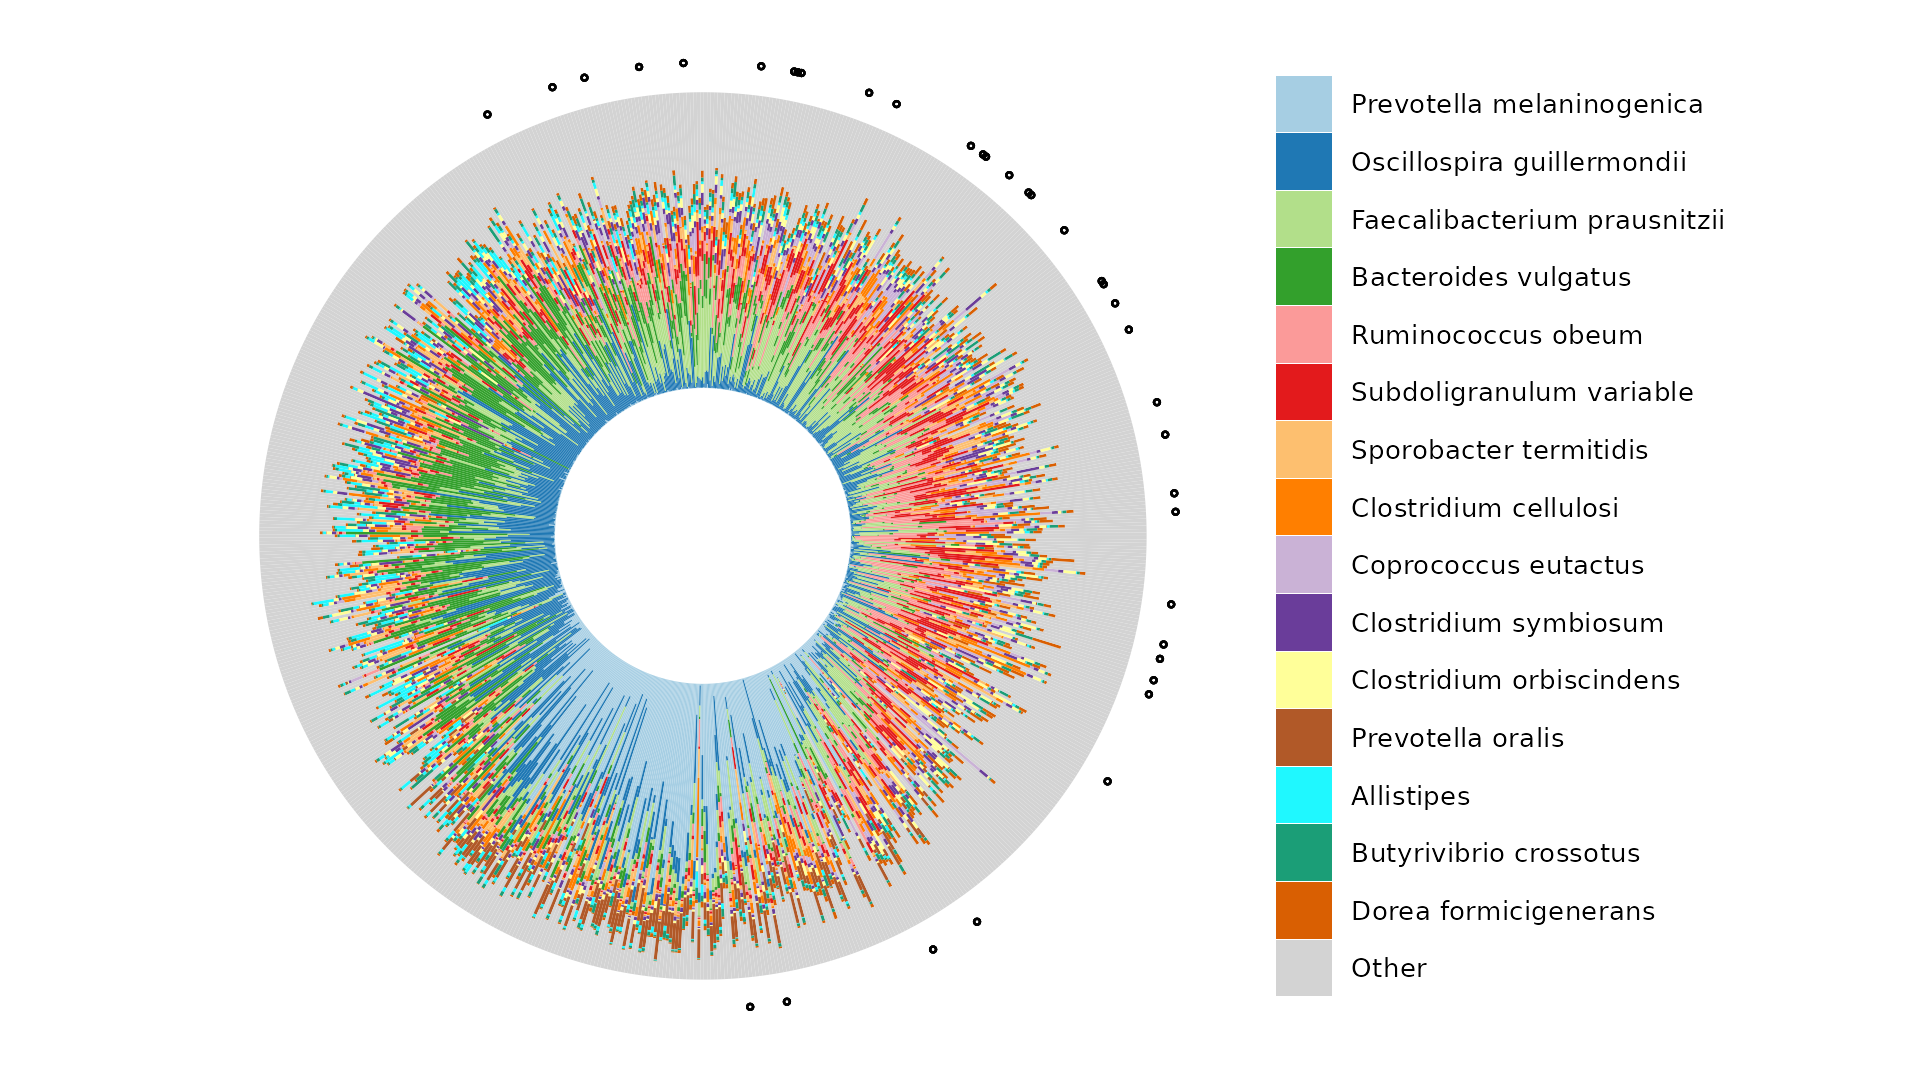 Prevotella melaninogenica
Oscillospira guillermondii
Faecalibacterium prausnitzii
Bacteroides vulgatus
Ruminococcus obeum
Subdoligranulum variable
Sporobacter termitidis
Clostridium cellulosi
Coprococcus eutactus
Clostridium symbiosum
Clostridium orbiscindens
Prevotella oralis
Allistipes
Butyrivibrio crossotus
Dorea formicigenerans
Other